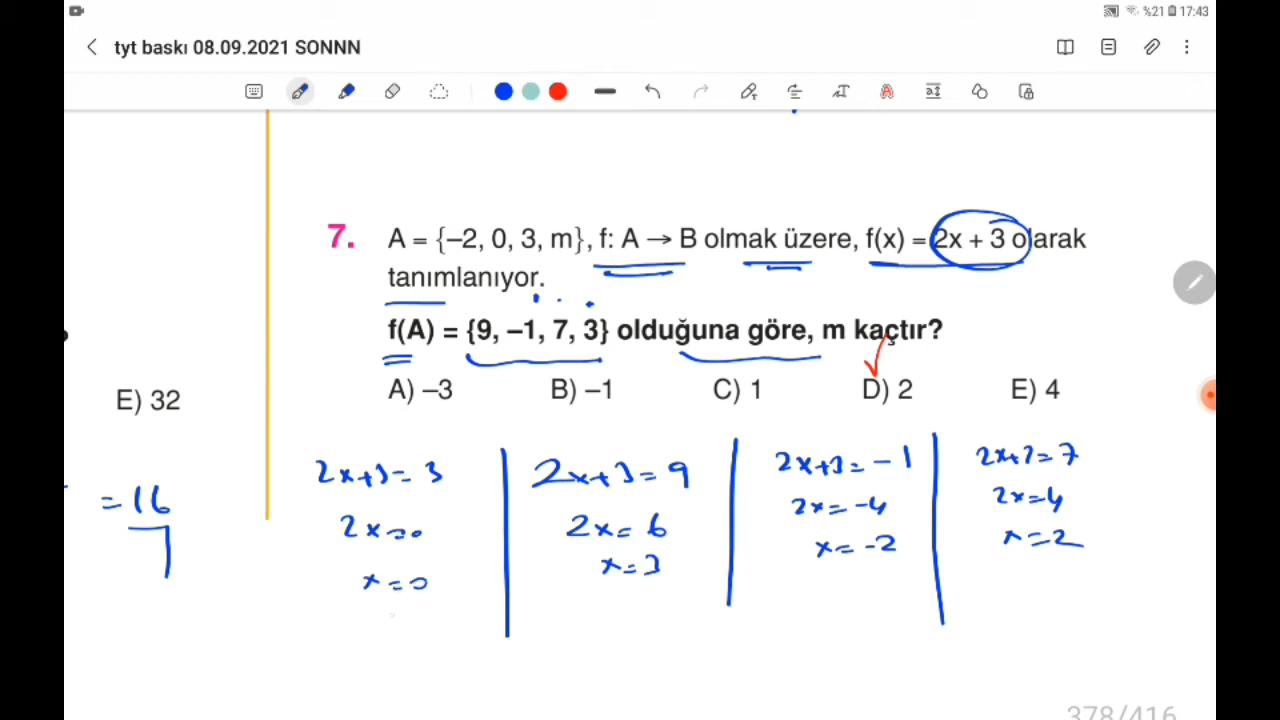 %21 17:43
tyt baskı 08.09.2021 SONNN
7. A = {–2, 0, 3, m}, f: A → B olmak üzere, f(x) = 2x + 3 olarak
tanımlanıyor.
f(A) = {9, –1, 7, 3} olduğuna göre, m kaçtır?
A) –3 B) –1 C) 1 D) 2 E) 4
E) 32
= 16
2x+3=3
2x=0
x=0
2x+3=9
2x=6
x=3
2x+3=-1
2x=-4
x=-2
2x+3=7
2x=4
x=2
378/416